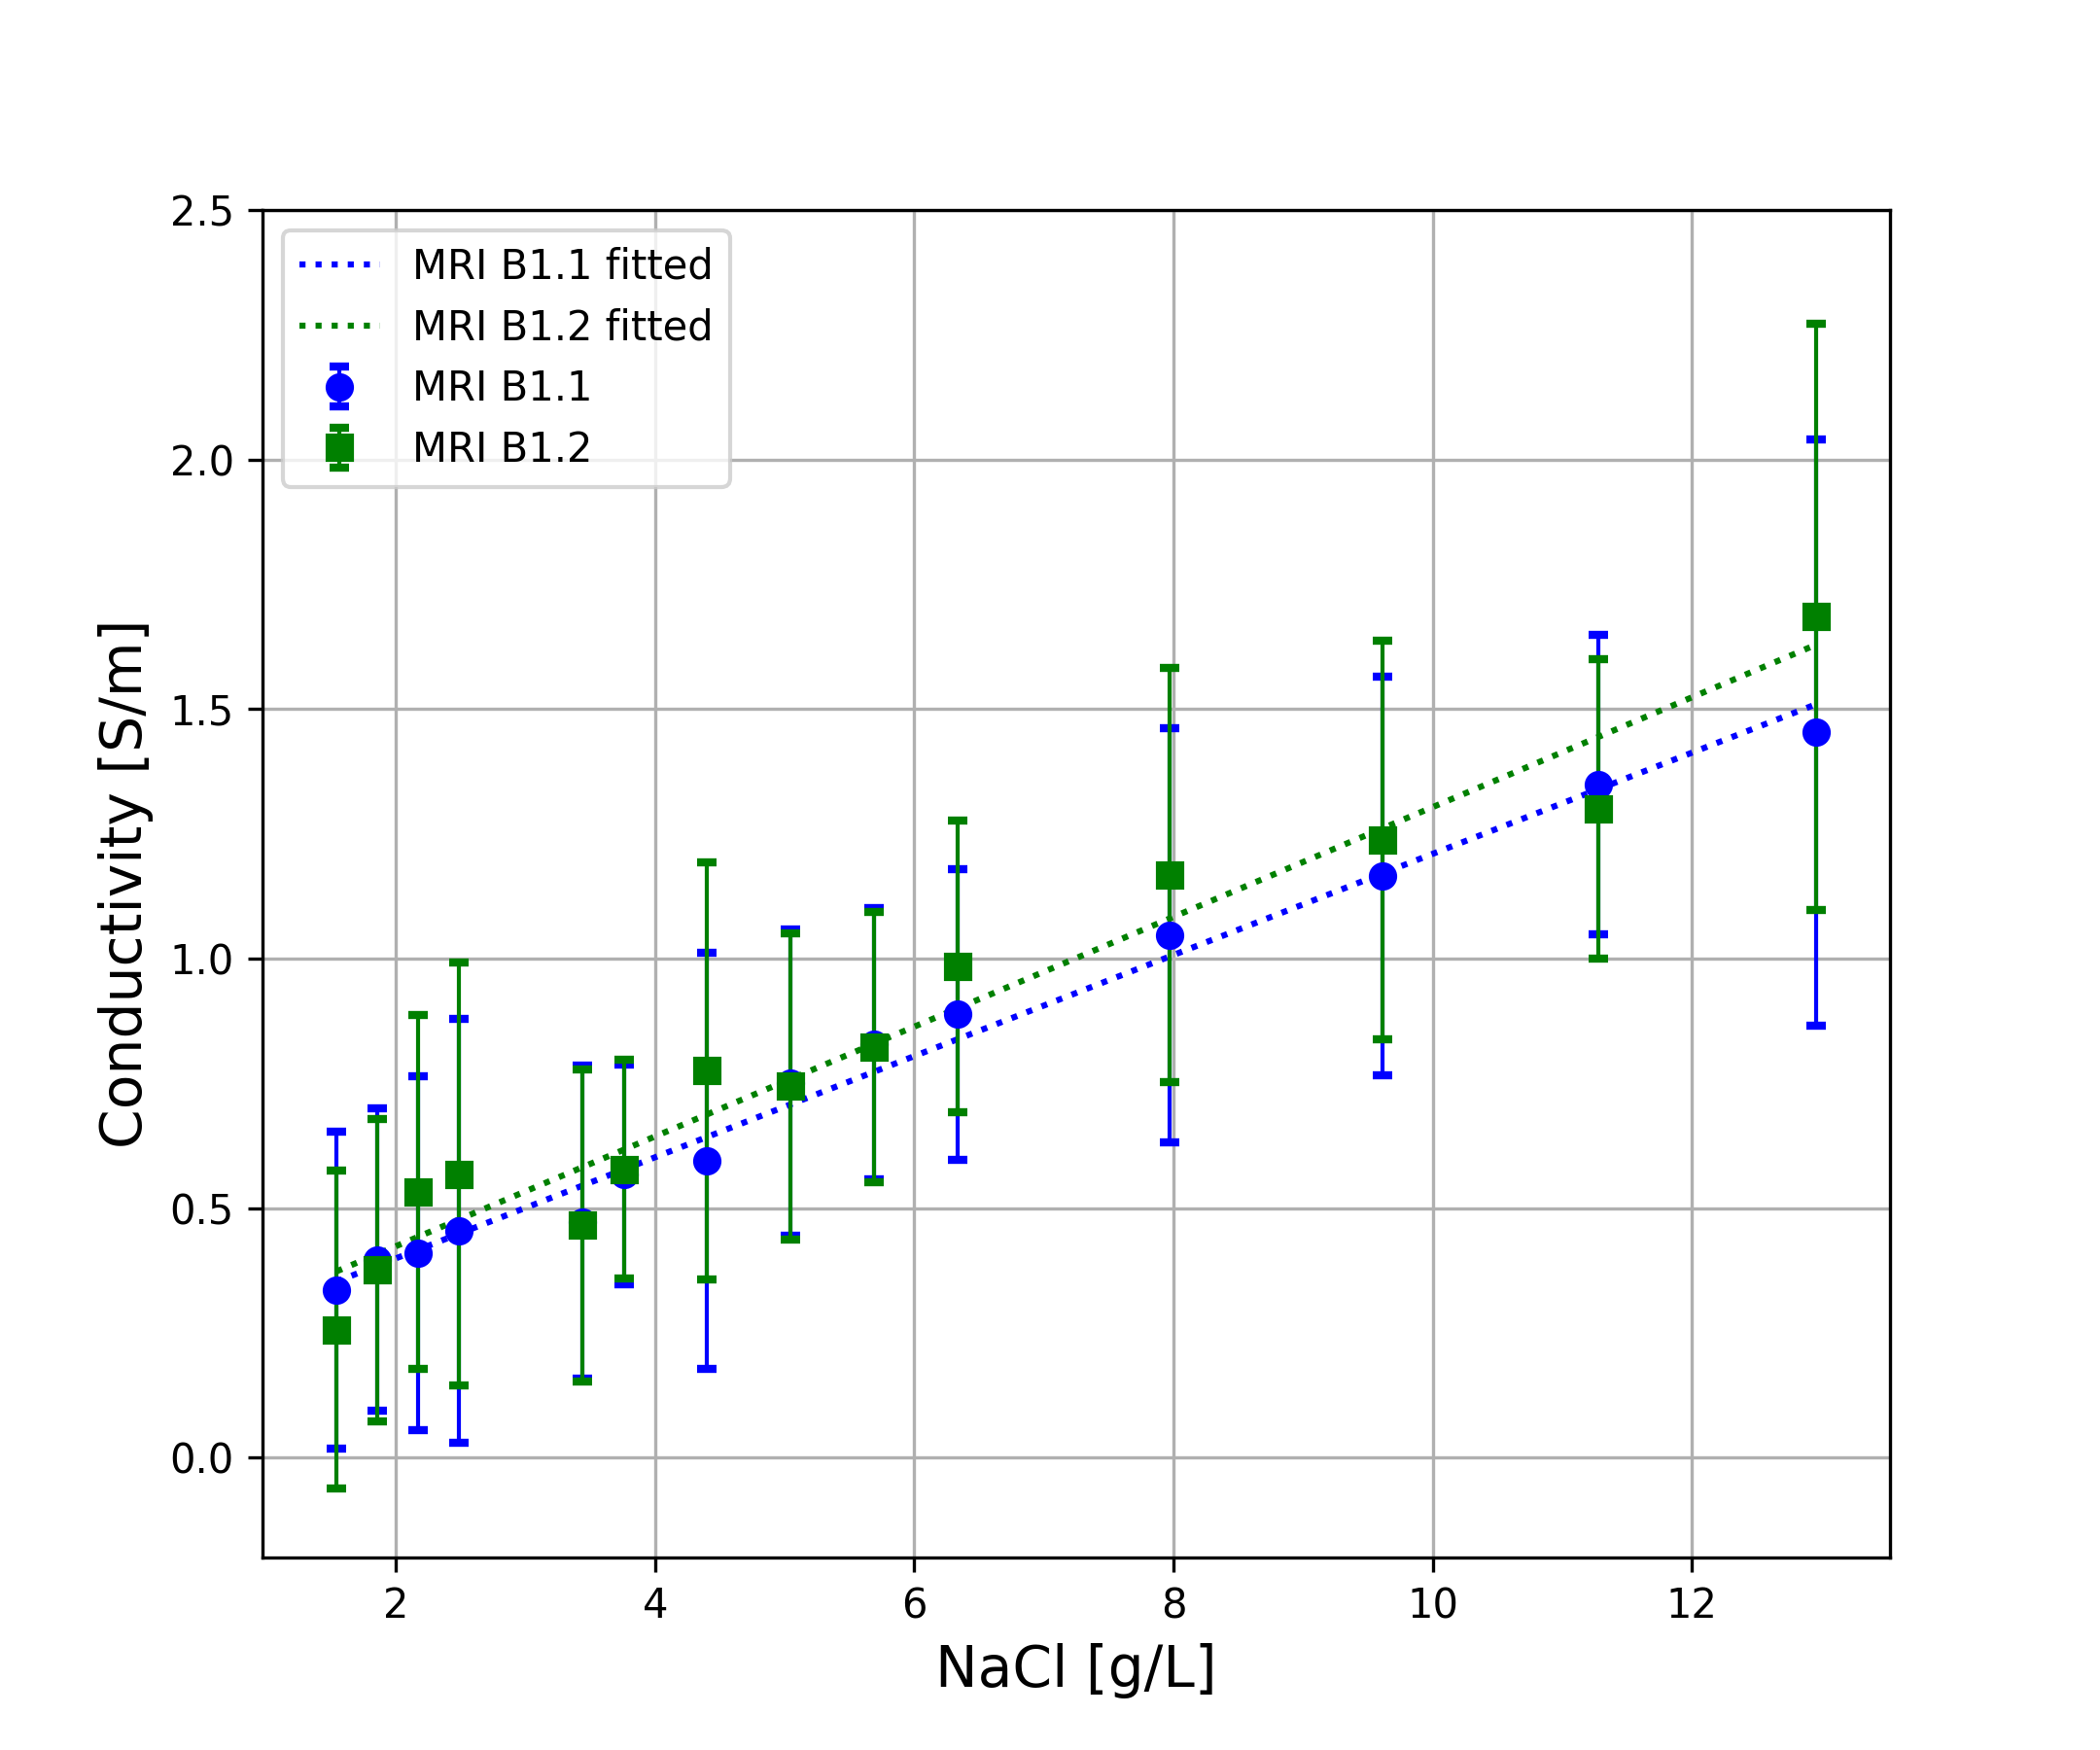 MRI B1.1 fitted
MRI B1.2 fitted
MRI B1.1
MRI B1.2
Conductivity [S/m]
2.5
2.0
1.5
1.0
0.5
0.0
2 4 6 8 10 12
NaCl [g/L]